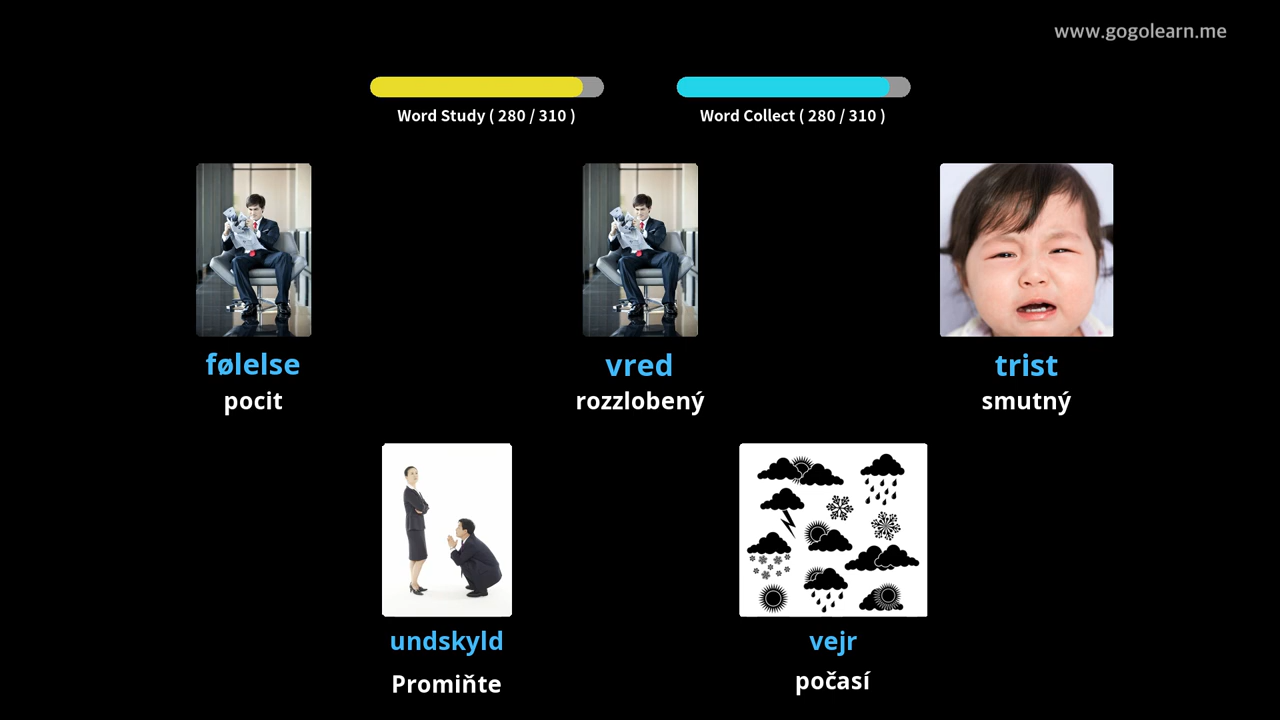 www.gogolearn.me
Word Study ( 280 / 310 )
Word Collect ( 280 / 310 )
følelse
vred
trist
pocit
rozzlobený
smutný
undskyld
vejr
Promiňte
počasí